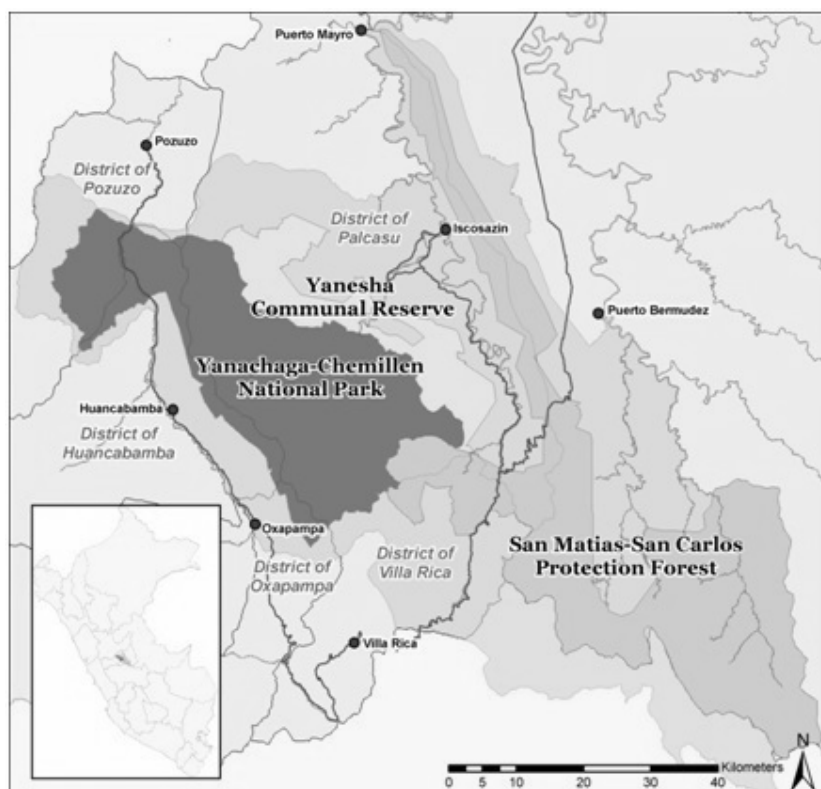 Puerto Mayro
Pozuzo
District of
Pozuzo
District of
Palcasu
Iscosazin
Yanesha
Communal Reserve
Puerto Bermudez
Yanachaga-Chemillen
National Park
Huancabamba
District of
Huancabamba
Oxapampa
District of
Oxapampa
District of
Villa Rica
San Matias-San Carlos
Protection Forest
Villa Rica
N
Kilometers
0 5 10 20 30 40